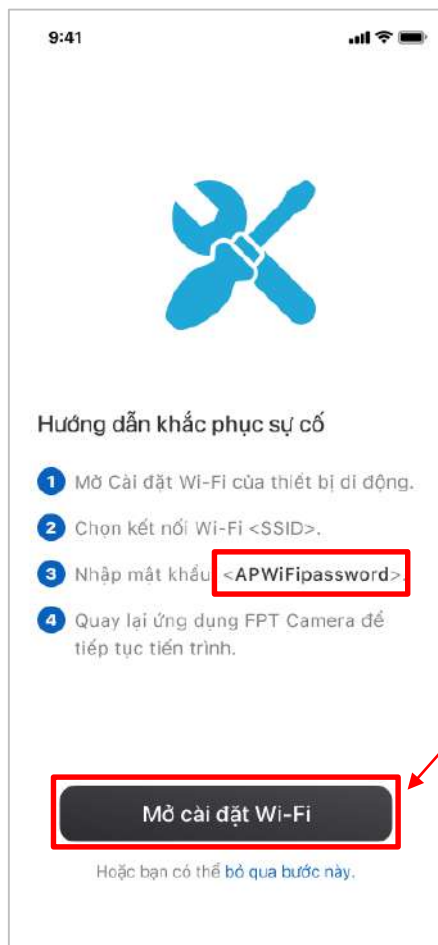 9:41
Hướng dẫn khắc phục sự cố
1 Mở Cài đặt Wi-Fi của thiết bị di động.
2 Chọn kết nối Wi-Fi <SSID>.
3 Nhập mật khẩu <APWiFipassword>.
4 Quay lại ứng dụng FPT Camera để
tiếp tục tiến trình.
Mở cài đặt Wi-Fi
Hoặc bạn có thể bỏ qua bước này.